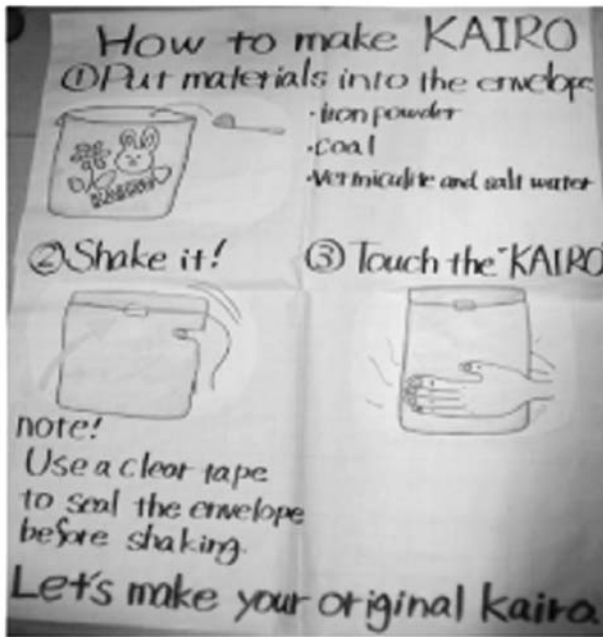 How to make KAIRO
①Put materials into the envelope
·Iron powder
·Coal
·Vermiculite and salt water
②Shake it!
③Touch the "KAIRO
note!
Use a clear tape
to seal the envelope
before shaking.
Let's make your original kairo